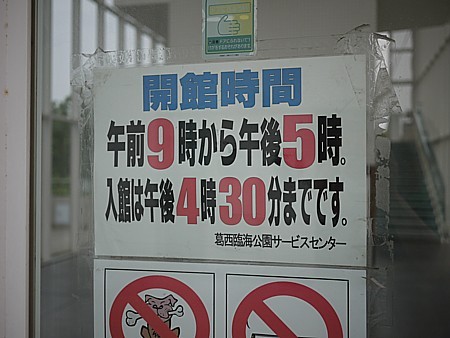 開館時間
午前9時から午後5時。
入館は午後4時30分までです。
葛西臨海公園サービスセンター